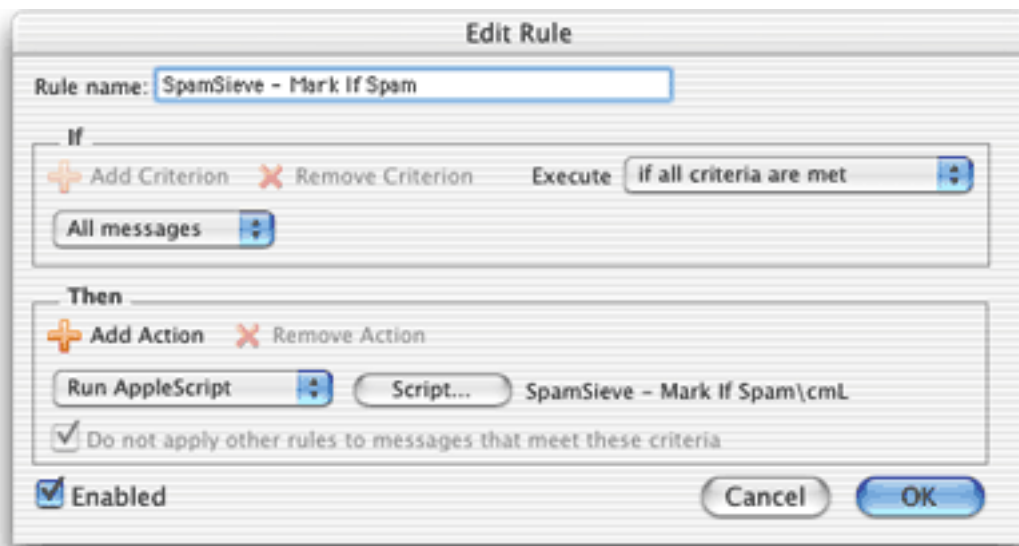 Edit Rule
Rule name: SpamSieve - Mark If Spam
If
Add Criterion Remove Criterion Execute if all criteria are met
All messages
Then
Add Action Remove Action
Run AppleScript Script... SpamSieve - Mark If Spam\cmL
Do not apply other rules to messages that meet these criteria
Enabled Cancel OK